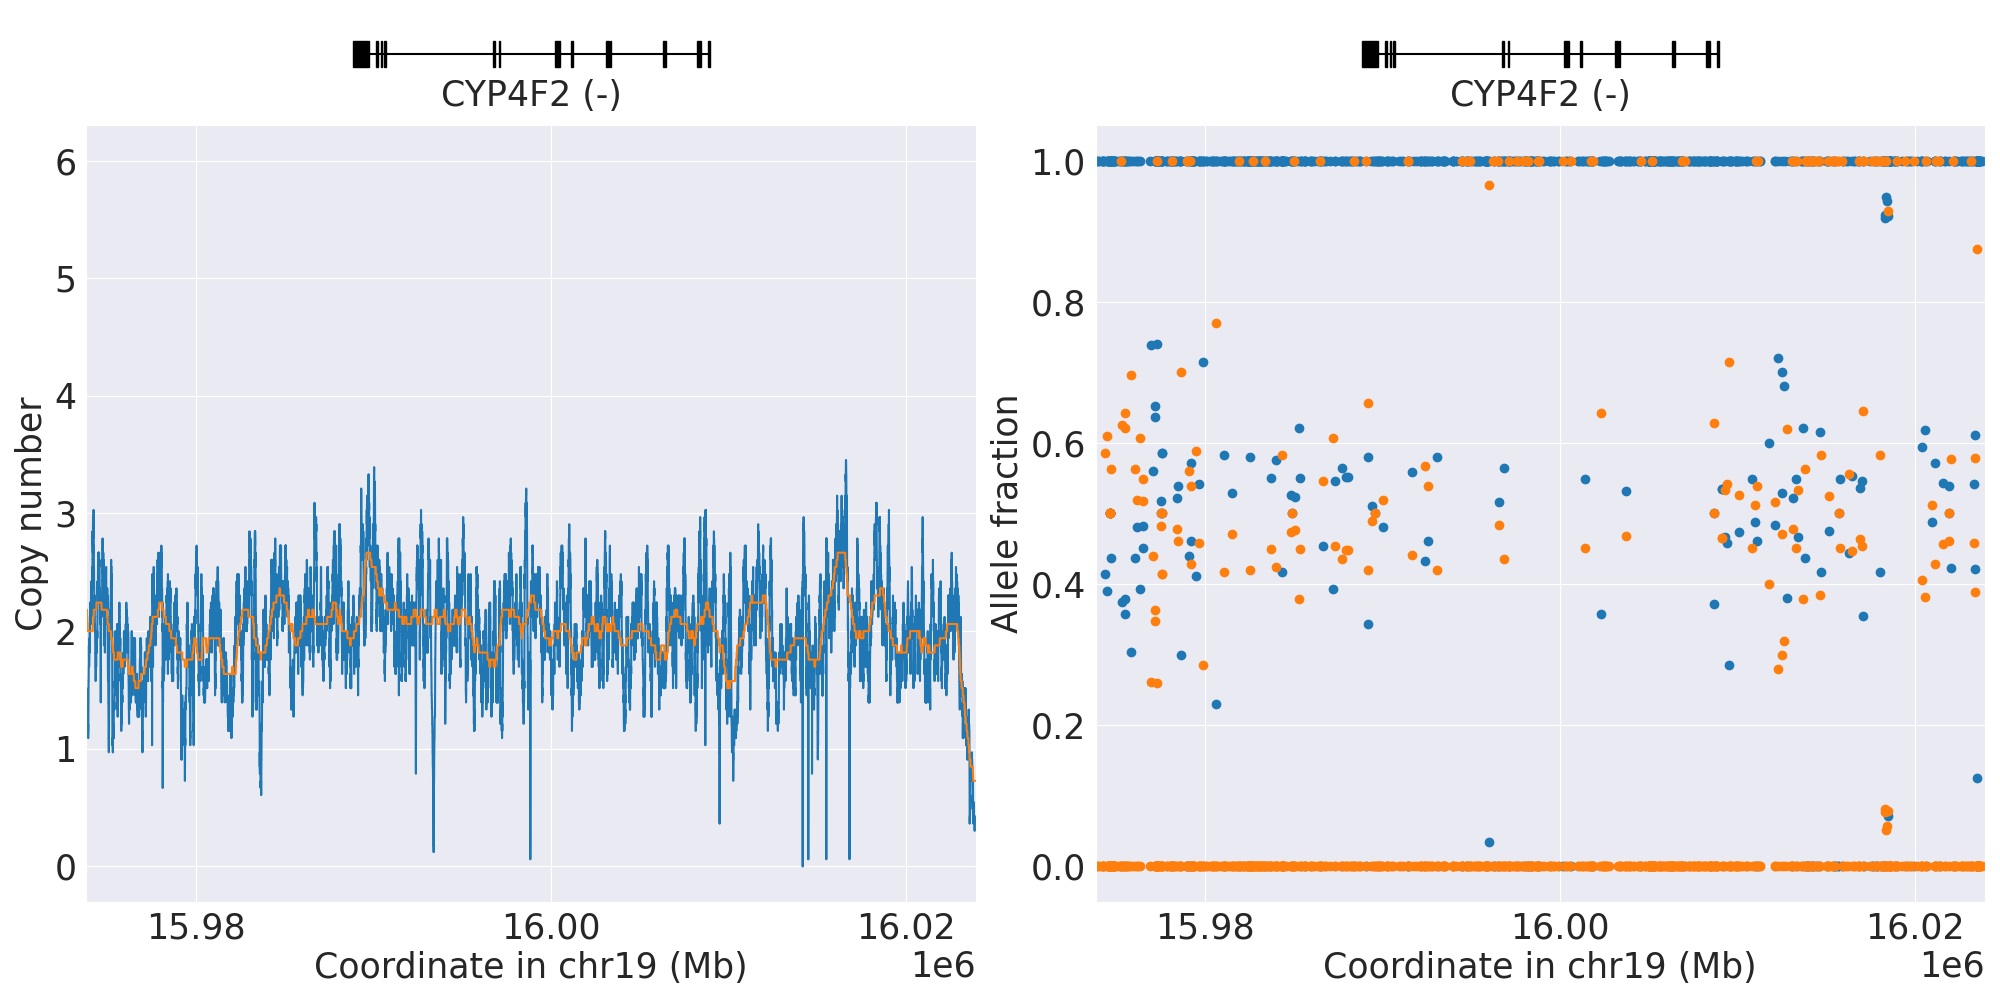 CYP4F2 (-)
6
5
4
3
2
1
0
Copy number
15.98
16.00
16.02
Coordinate in chr19 (Mb)
1e6
CYP4F2 (-)
1.0
0.8
0.6
0.4
0.2
0.0
Allele fraction
15.98
16.00
16.02
Coordinate in chr19 (Mb)
1e6